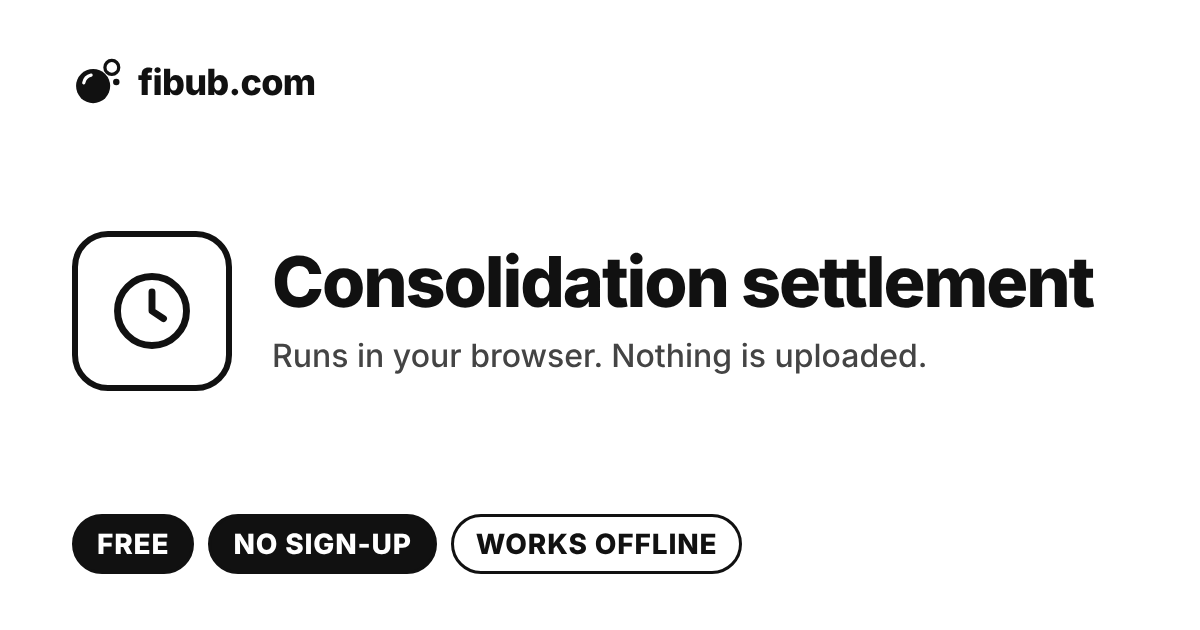 fibub.com
Consolidation settlement
Runs in your browser. Nothing is uploaded.
FREE
NO SIGN-UP
WORKS OFFLINE